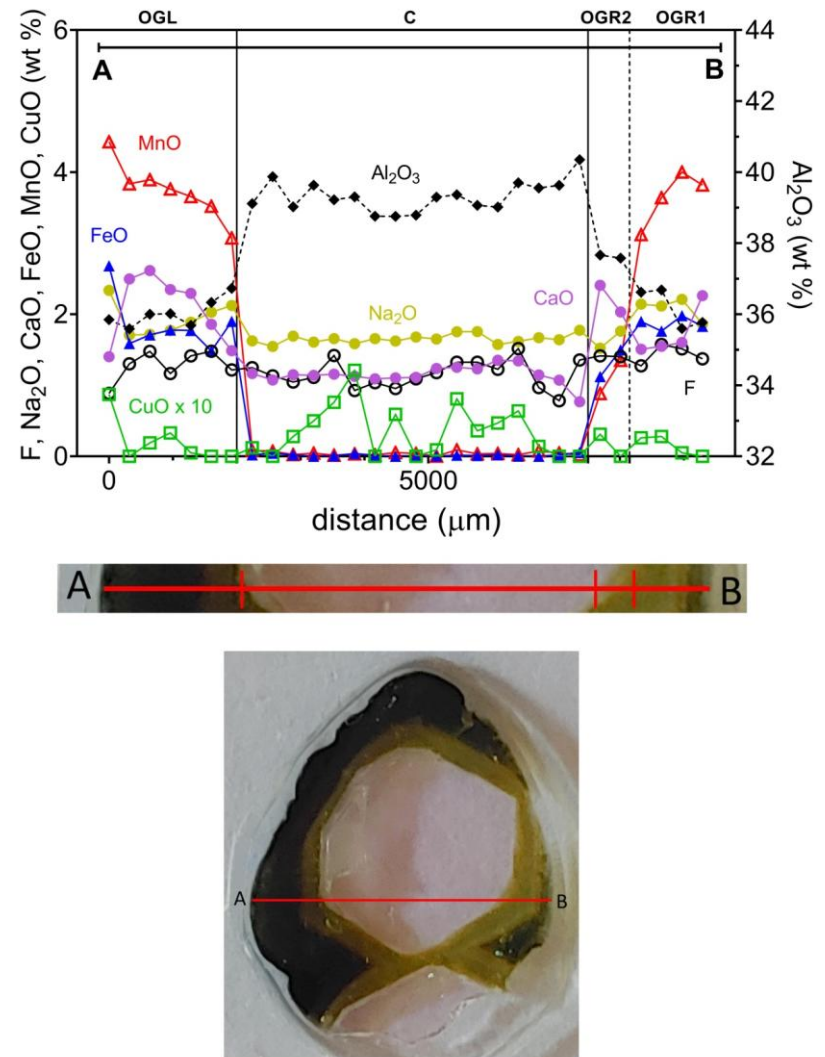 OGL C OGR2 OGR1
6 44
A B
42
MnO
4 Al₂O₃ 40
FeO
38
CaO
Na₂O
2 36
F
34
CuO x 10
0 32
0 5000
F, Na₂O, CaO, FeO, MnO, CuO (wt %)
Al₂O₃ (wt %)
distance (μm)
A B
A B